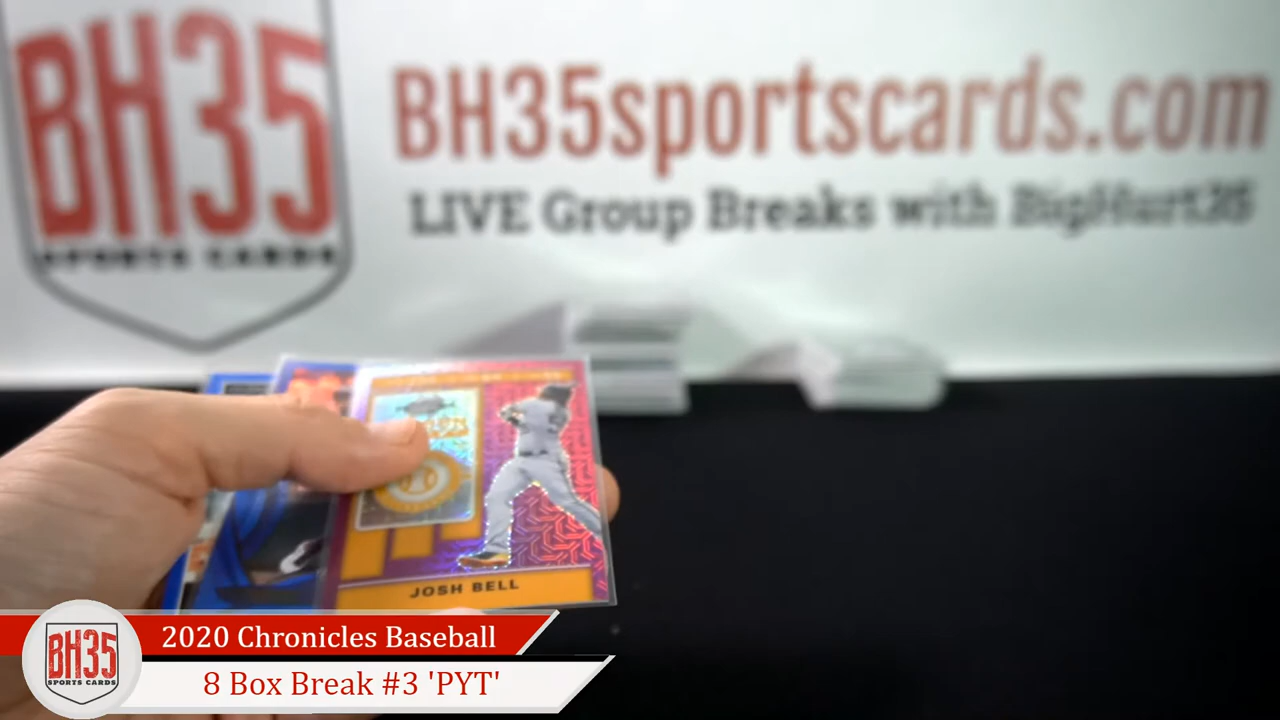 BH35
SPORTS CARDS
BH35sportscards.com
LIVE Group Breaks with BigHurt35
JOSH BELL
2020 Chronicles Baseball
8 Box Break #3 'PYT'
BH35
SPORTS CARDS